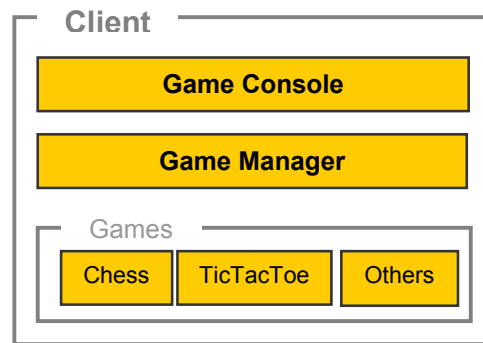 Client
Game Console
Game Manager
Games
Chess TicTacToe Others